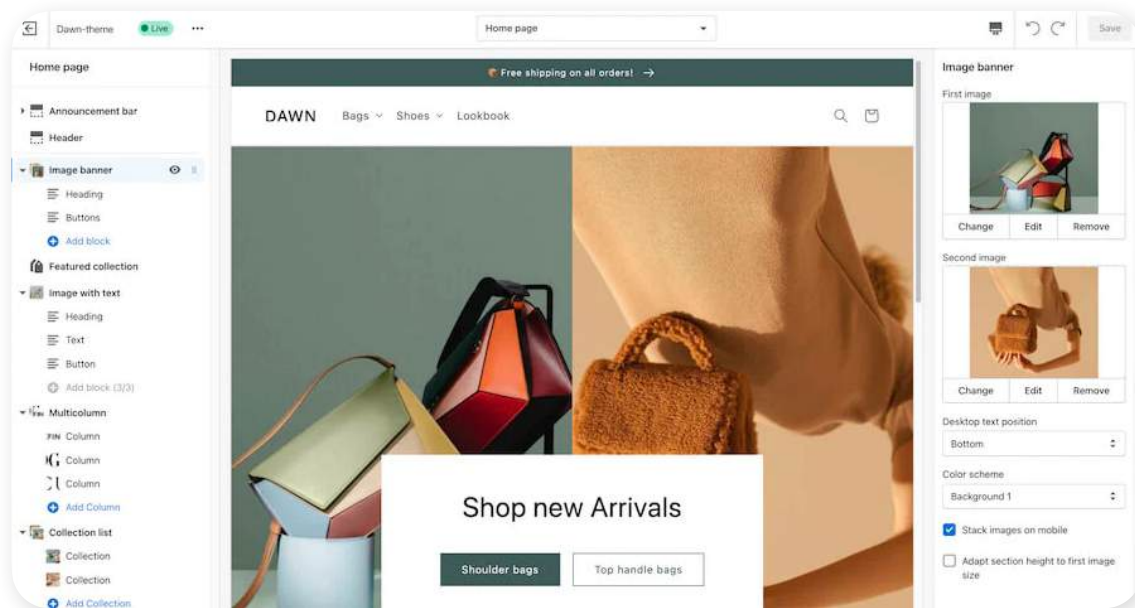 Dawn-theme
Live
Home page
Save
Home page
Announcement bar
Header
Image banner
Heading
Buttons
Add block
Featured collection
Image with text
Heading
Text
Button
Add block (3/3)
Multicolumn
Column
Column
Column
Add Column
Collection list
Collection
Collection
Add Collection
Free shipping on all orders! →
DAWN Bags Shoes Lookbook
Shop new Arrivals
Shoulder bags Top handle bags
Image banner
First image
Change Edit Remove
Second image
Change Edit Remove
Desktop text position
Bottom
Color scheme
Background 1
Stack images on mobile
Adapt section height to first image
size